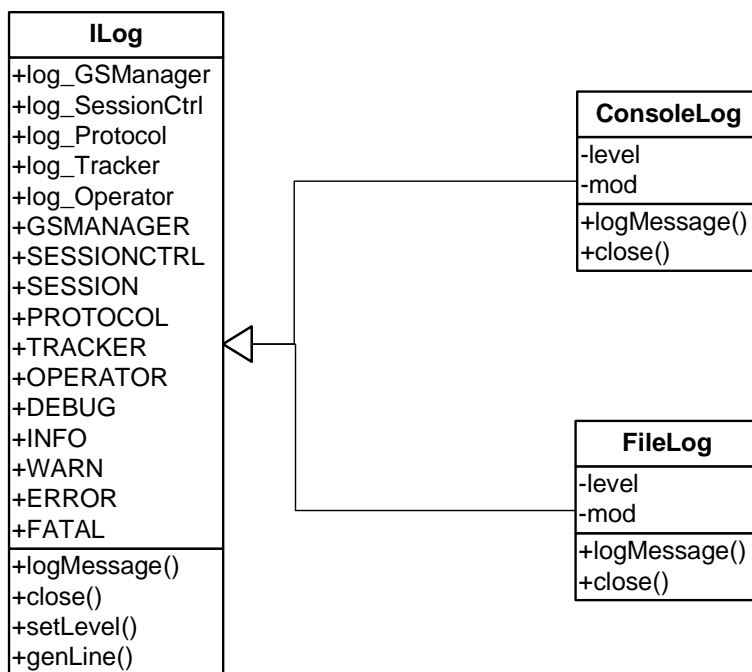 ILog
+log_GSManager
+log_SessionCtrl
+log_Protocol
+log_Tracker
+log_Operator
+GSMANAGER
+SESSIONCTRL
+SESSION
+PROTOCOL
+TRACKER
+OPERATOR
+DEBUG
+INFO
+WARN
+ERROR
+FATAL
+logMessage()
+close()
+setLevel()
+genLine()
ConsoleLog
-level
-mod
+logMessage()
+close()
FileLog
-level
-mod
+logMessage()
+close()